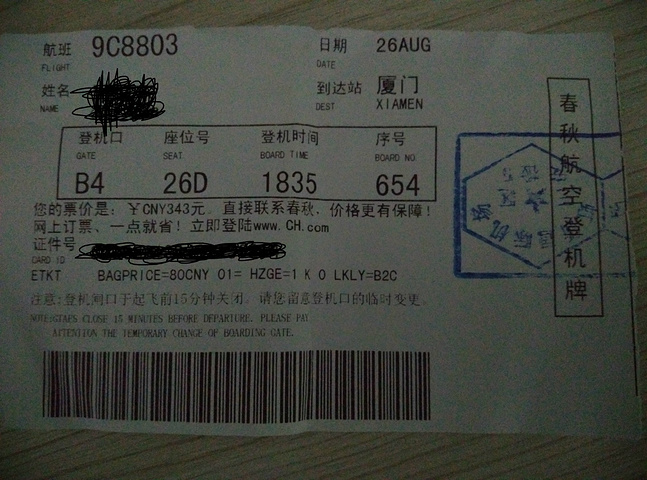 航班 9C8803 日期 26AUG
FLIGHT DATE
姓名 到达站 厦门
NAME DEST XIAMEN
登机口 座位号 登机时间 序号
GATE SEAT BOARD TIME BOARD NO.
B4 26D 1835 654
您的票价是：￥CNY343元。直接联系春秋，价格更有保障！
网上订票、一点就省！立即登陆www.CH.com
证件号
CARD ID
ETKT BAGPRICE=80CNY O1= HZGE=1 K 0 LKLY=B2C
注意:登机闸口于起飞前15分钟关闭。请您留意登机口的临时变更。
NOTE:GTAES CLOSE 15 MINUTES BEFORE DEPARTURE. PLEASE PAY
ATTENTION THE TEMPORARY CHANGE OF BOARDING GATE.
春秋航空登机牌